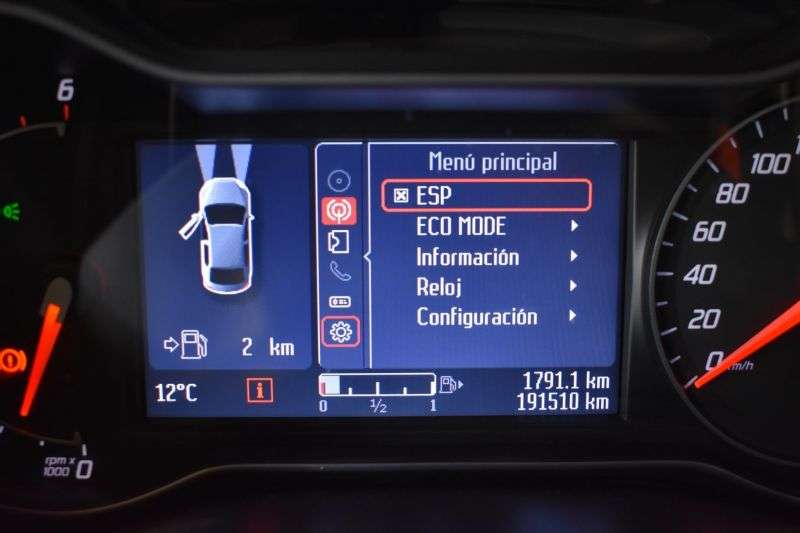 6
Menú principal
ESP
ECO MODE
Información
Reloj
Configuración
2 km
12°C
i
0 1/2 1
1791.1 km
191510 km
rpm x
1000 0
100
80
60
40
20
0
km/h